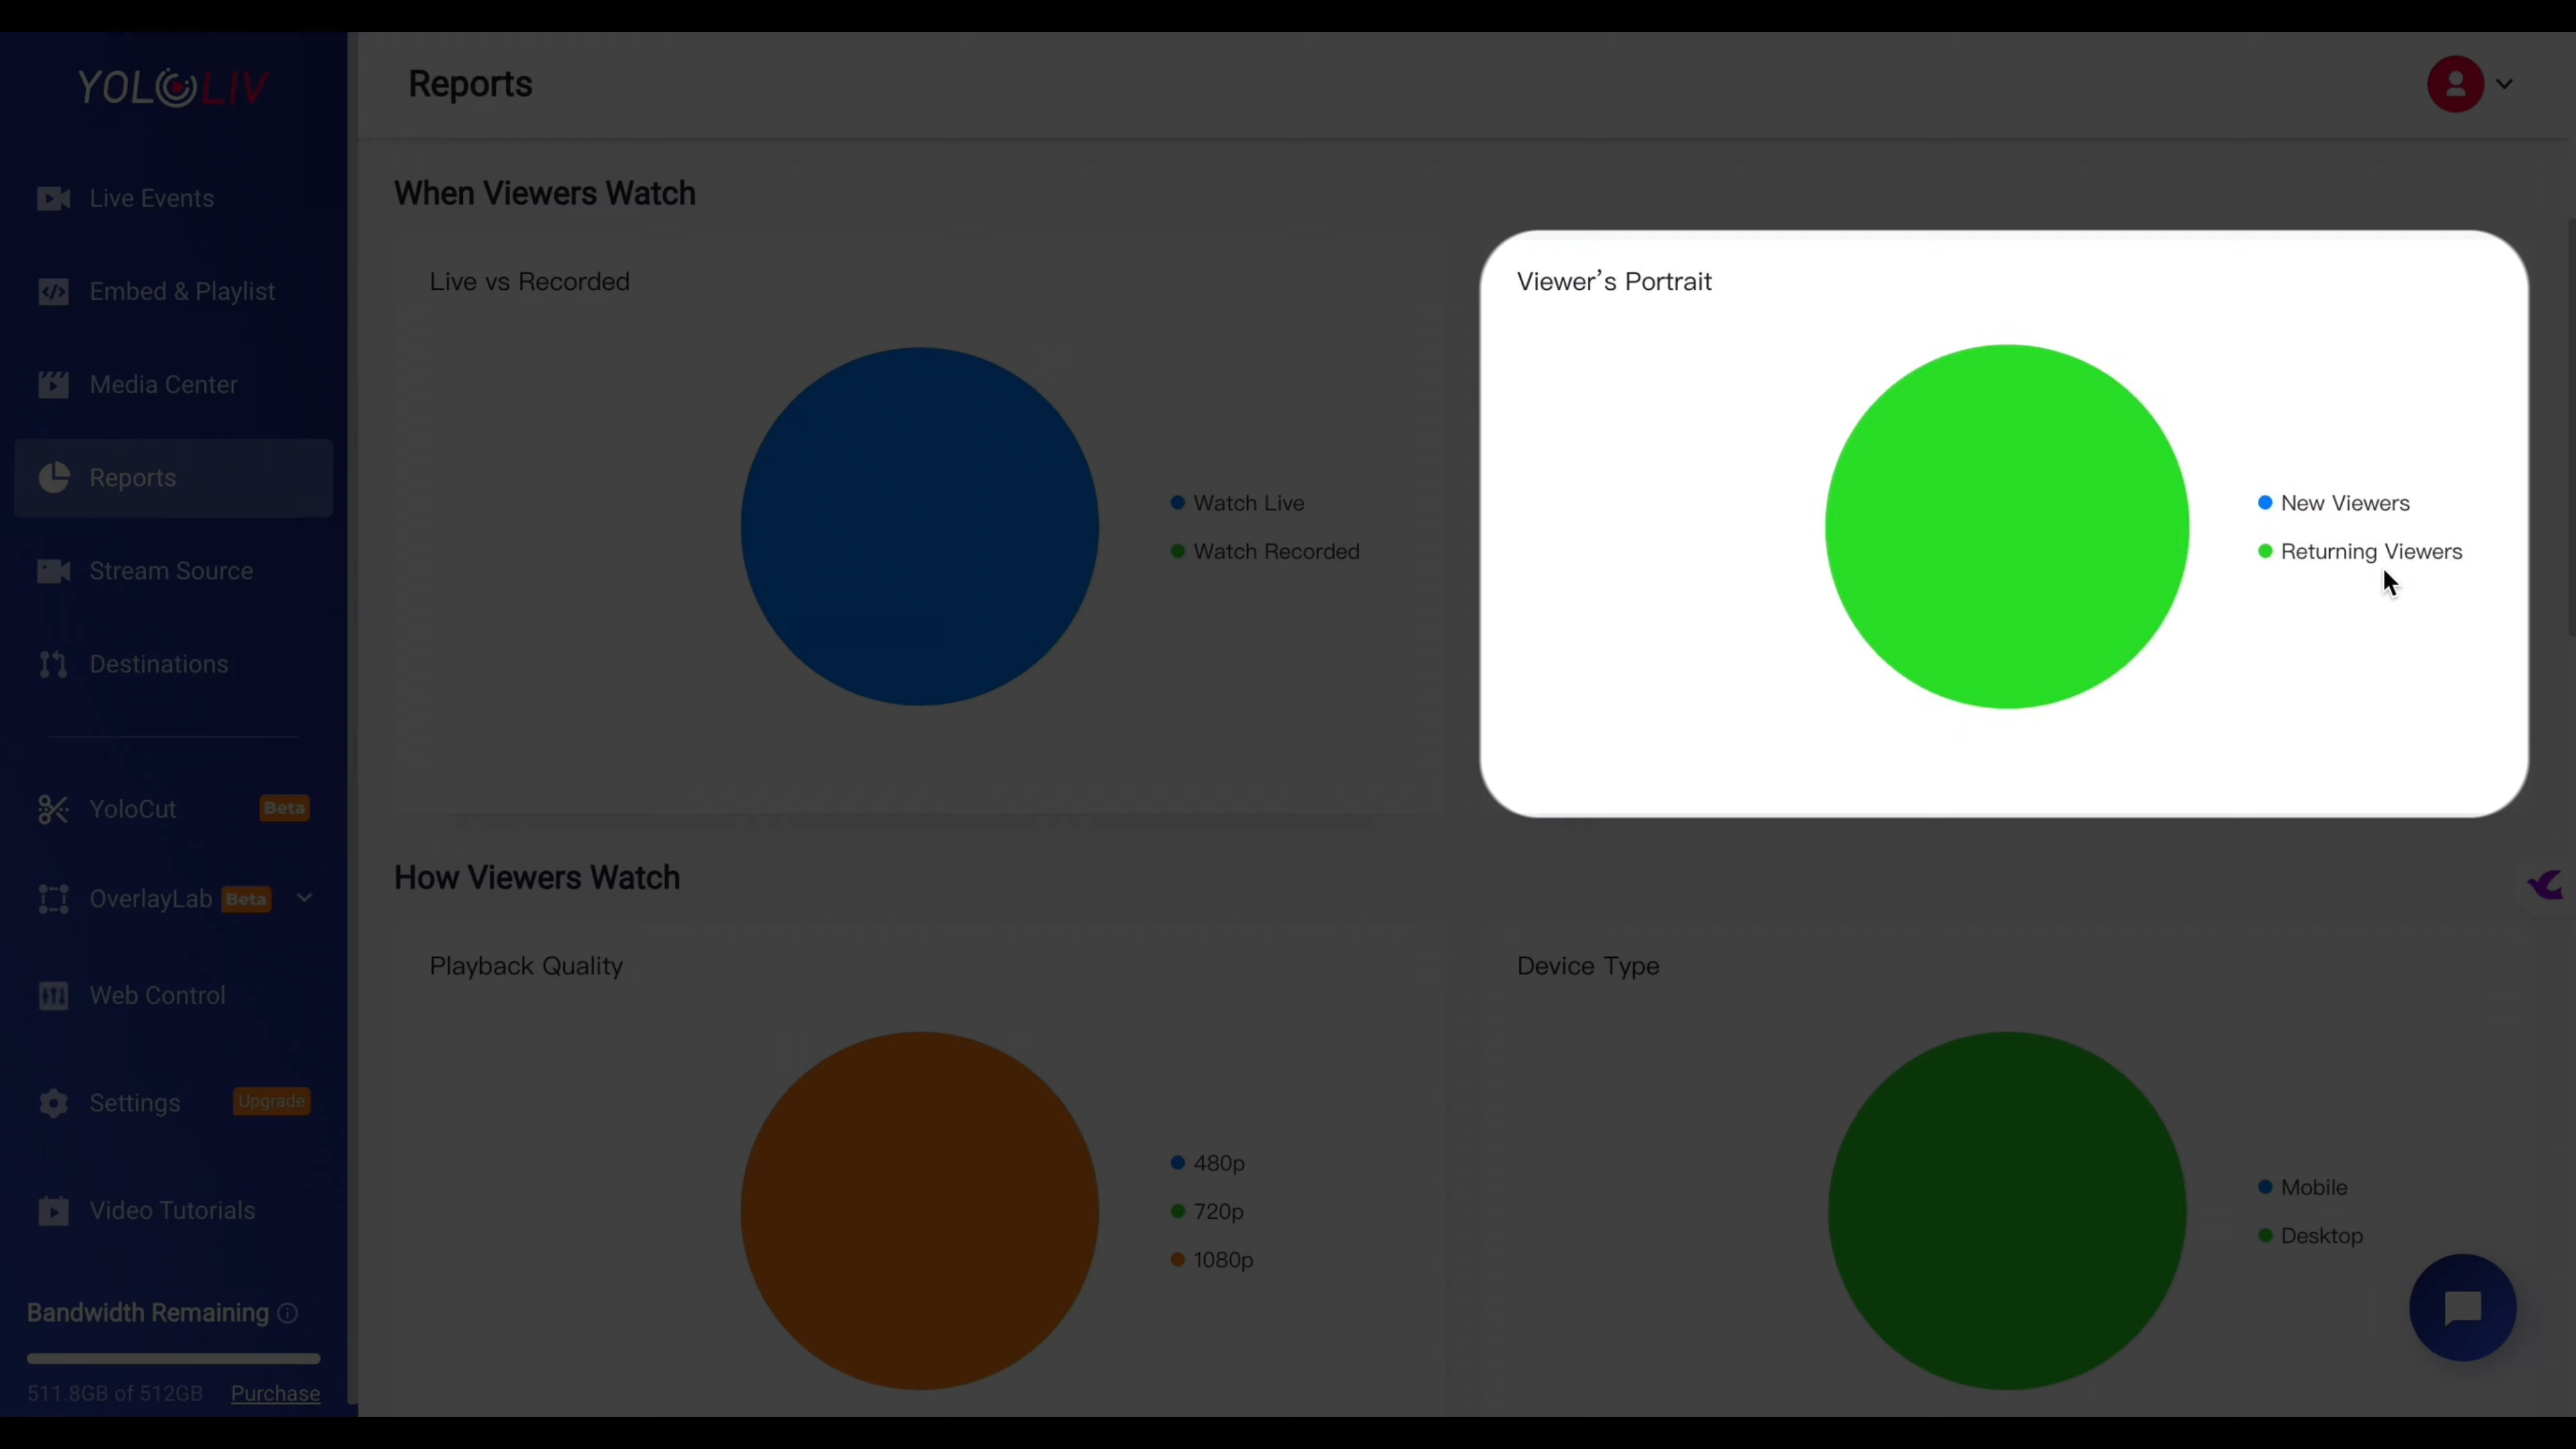 YOLOLIV
Live Events
Embed & Playlist
Media Center
Reports
Stream Source
Destinations
YoloCut Beta
OverlayLab Beta
Web Control
Settings Upgrade
Video Tutorials
Bandwidth Remaining
511.8GB of 512GB Purchase
Reports
When Viewers Watch
Live vs Recorded
Watch Live
Watch Recorded
Viewer’s Portrait
New Viewers
Returning Viewers
How Viewers Watch
Playback Quality
480p
720p
1080p
Device Type
Mobile
Desktop